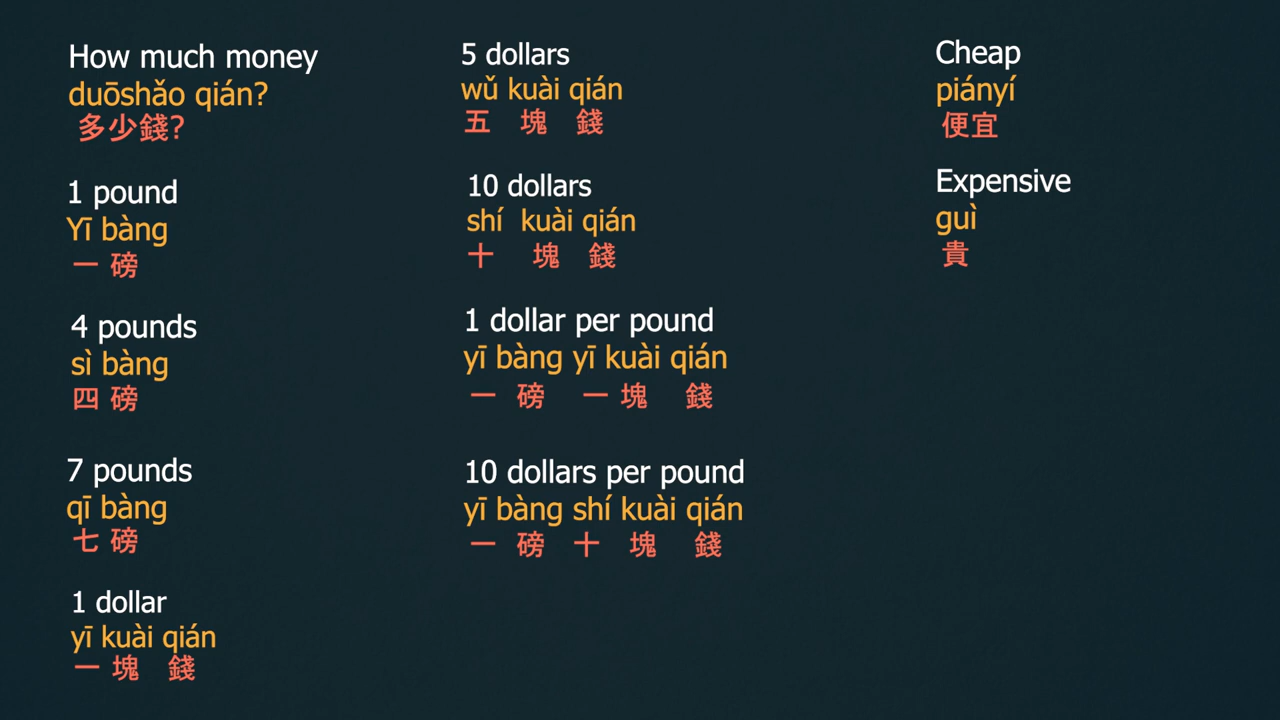 How much money
duōshǎo qián?
多少錢?
1 pound
Yī bàng
一 磅
4 pounds
sì bàng
四 磅
7 pounds
qī bàng
七 磅
1 dollar
yī kuài qián
一 塊 錢
5 dollars
wǔ kuài qián
五 塊 錢
10 dollars
shí kuài qián
十 塊 錢
1 dollar per pound
yī bàng yī kuài qián
一 磅 一 塊 錢
10 dollars per pound
yī bàng shí kuài qián
一 磅 十 塊 錢
Cheap
piányí
便宜
Expensive
guì
貴